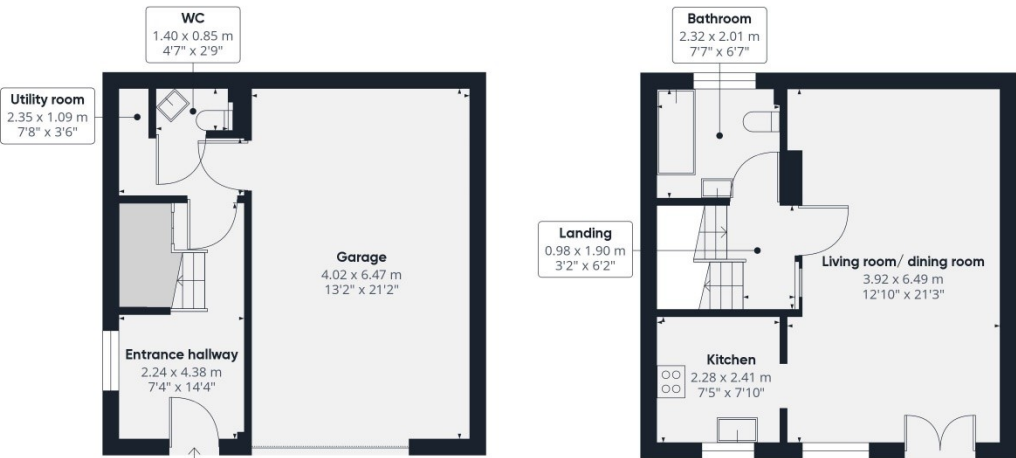 WC
1.40 x 0.85 m
4'7" x 2'9"
Utility room
2.35 x 1.09 m
7'8" x 3'6"
Garage
4.02 x 6.47 m
13'2" x 21'2"
Entrance hallway
2.24 x 4.38 m
7'4" x 14'4"
Bathroom
2.32 x 2.01 m
7'7" x 6'7"
Landing
0.98 x 1.90 m
3'2" x 6'2"
Living room/ dining room
3.92 x 6.49 m
12'10" x 21'3"
Kitchen
2.28 x 2.41 m
7'5" x 7'10"